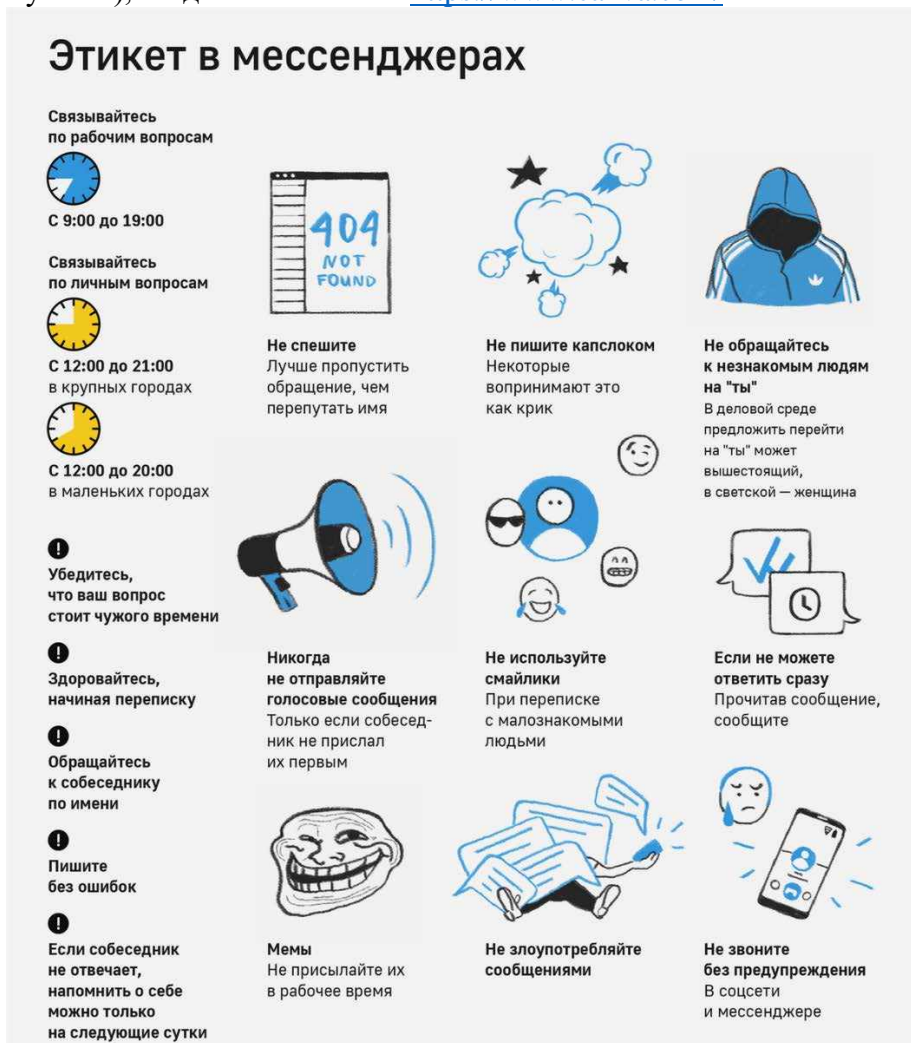 Этикет в мессенджерах
Связывайтесь
по рабочим вопросам
С 9:00 до 19:00
Связывайтесь
по личным вопросам
С 12:00 до 21:00
в крупных городах
С 12:00 до 20:00
в маленьких городах
Убедитесь,
что ваш вопрос
стоит чужого времени
Здоровайтесь,
начиная переписку
Обращайтесь
к собеседнику
по имени
Пишите
без ошибок
Если собеседник
не отвечает,
напомнить о себе
можно только
на следующие сутки
404
NOT
FOUND
Не спешите
Лучше пропустить
обращение, чем
перепутать имя
Не пишите капслоком
Некоторые
вопринимают это
как крик
Не обращайтесь
к незнакомым людям
на "ты"
В деловой среде
предложить перейти
на "ты" может
вышестоящий,
в светской — женщина
Никогда
не отправляйте
голосовые сообщения
Только если собесед-
ник не прислал
их первым
Не используйте
смайлики
При переписке
с малознакомыми
людьми
Если не можете
ответить сразу
Прочитав сообщение,
сообщите
Мемы
Не присылайте их
в рабочее время
Не злоупотребляйте
сообщениями
Не звоните
без предупреждения
В соцсети
и мессенджере